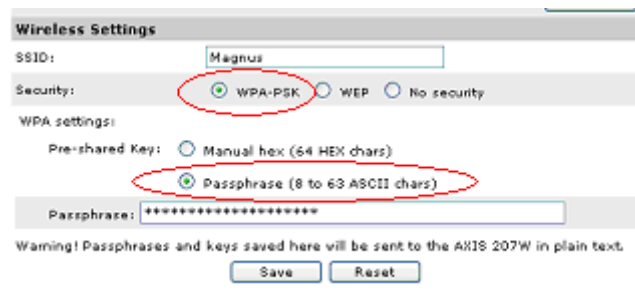 Wireless Settings
SSID: Magnus
Security: WPA-PSK WEP No security
WPA settings:
Pre-shared Key: Manual hex (64 HEX chars)
Passphrase (8 to 63 ASCII chars)
Passphrase: ********************
Warning! Passphrases and keys saved here will be sent to the AXIS 207W in plain text.
Save Reset